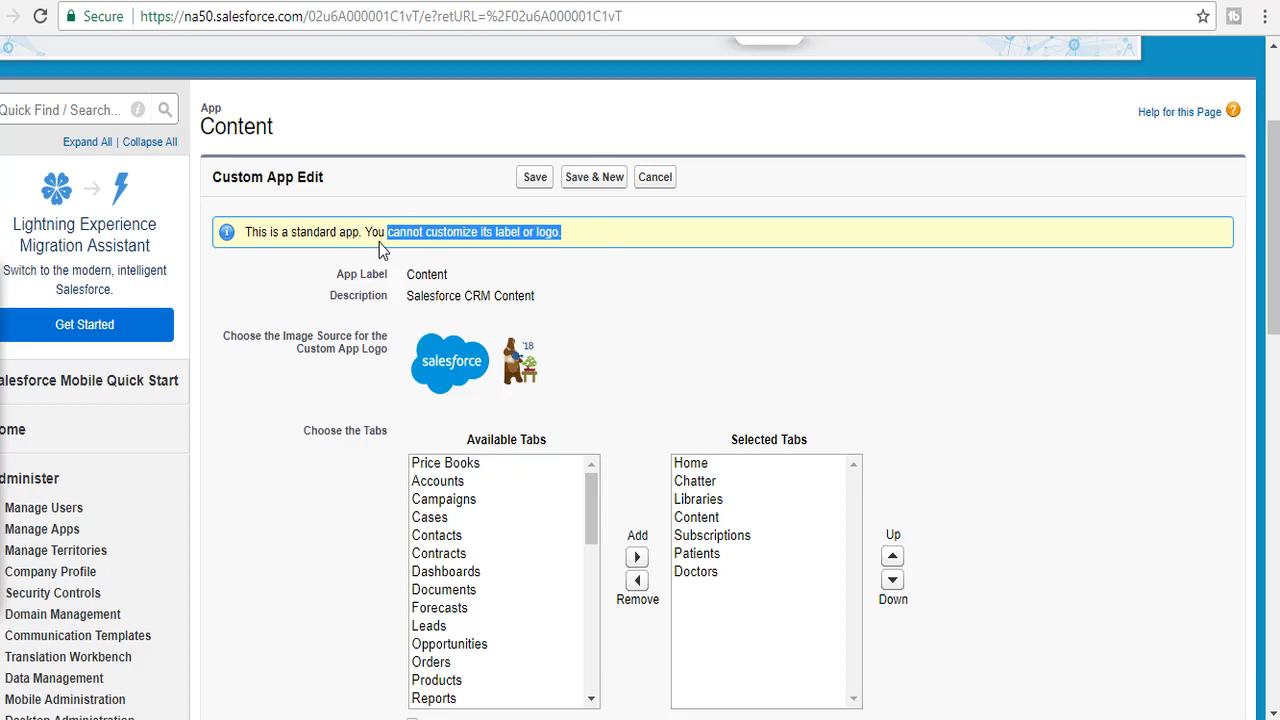 Secure
https://na50.salesforce.com/02u6A000001C1vT/e?retURL=%2F02u6A000001C1vT
Quick Find / Search...
Expand All | Collapse All
Lightning Experience
Migration Assistant
Switch to the modern, intelligent
Salesforce.
Get Started
alesforce Mobile Quick Start
ome
dminister
Manage Users
Manage Apps
Manage Territories
Company Profile
Security Controls
Domain Management
Communication Templates
Translation Workbench
Data Management
Mobile Administration
Desktop Administration
App
Content
Help for this Page ?
Custom App Edit
Save
Save & New
Cancel
This is a standard app. You cannot customize its label or logo.
App Label Content
Description Salesforce CRM Content
Choose the Image Source for the
Custom App Logo
salesforce
'18
Choose the Tabs
Available Tabs
Price Books
Accounts
Campaigns
Cases
Contacts
Contracts
Dashboards
Documents
Forecasts
Leads
Opportunities
Orders
Products
Reports
Add
Remove
Selected Tabs
Home
Chatter
Libraries
Content
Subscriptions
Patients
Doctors
Up
Down